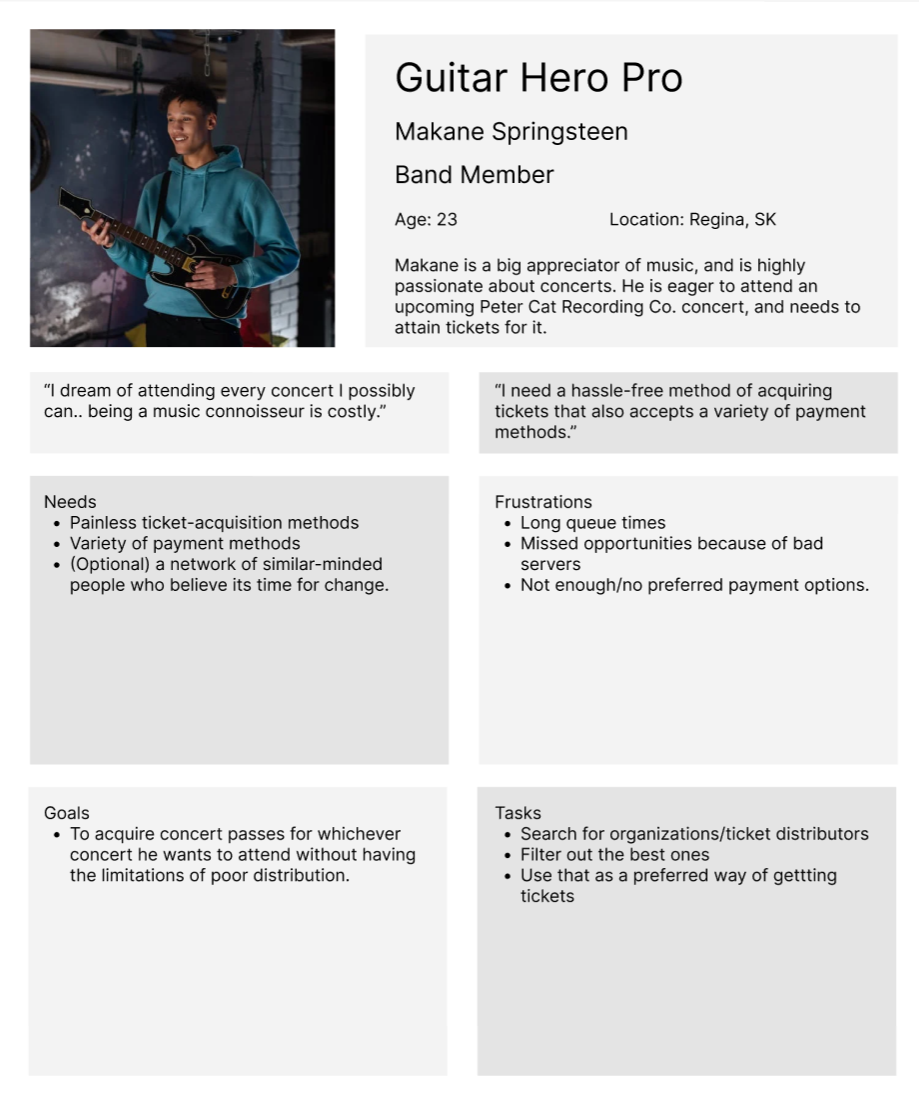 Guitar Hero Pro
Makane Springsteen
Band Member
Age: 23
Location: Regina, SK
Makane is a big appreciator of music, and is highly
passionate about concerts. He is eager to attend an
upcoming Peter Cat Recording Co. concert, and needs to
attain tickets for it.
“I dream of attending every concert I possibly
can.. being a music connoisseur is costly.”
“I need a hassle-free method of acquiring
tickets that also accepts a variety of payment
methods.”
Needs
• Painless ticket-acquisition methods
• Variety of payment methods
• (Optional) a network of similar-minded
people who believe its time for change.
Frustrations
• Long queue times
• Missed opportunities because of bad
servers
• Not enough/no preferred payment options.
Goals
• To acquire concert passes for whichever
concert he wants to attend without having
the limitations of poor distribution.
Tasks
• Search for organizations/ticket distributors
• Filter out the best ones
• Use that as a preferred way of gettting
tickets